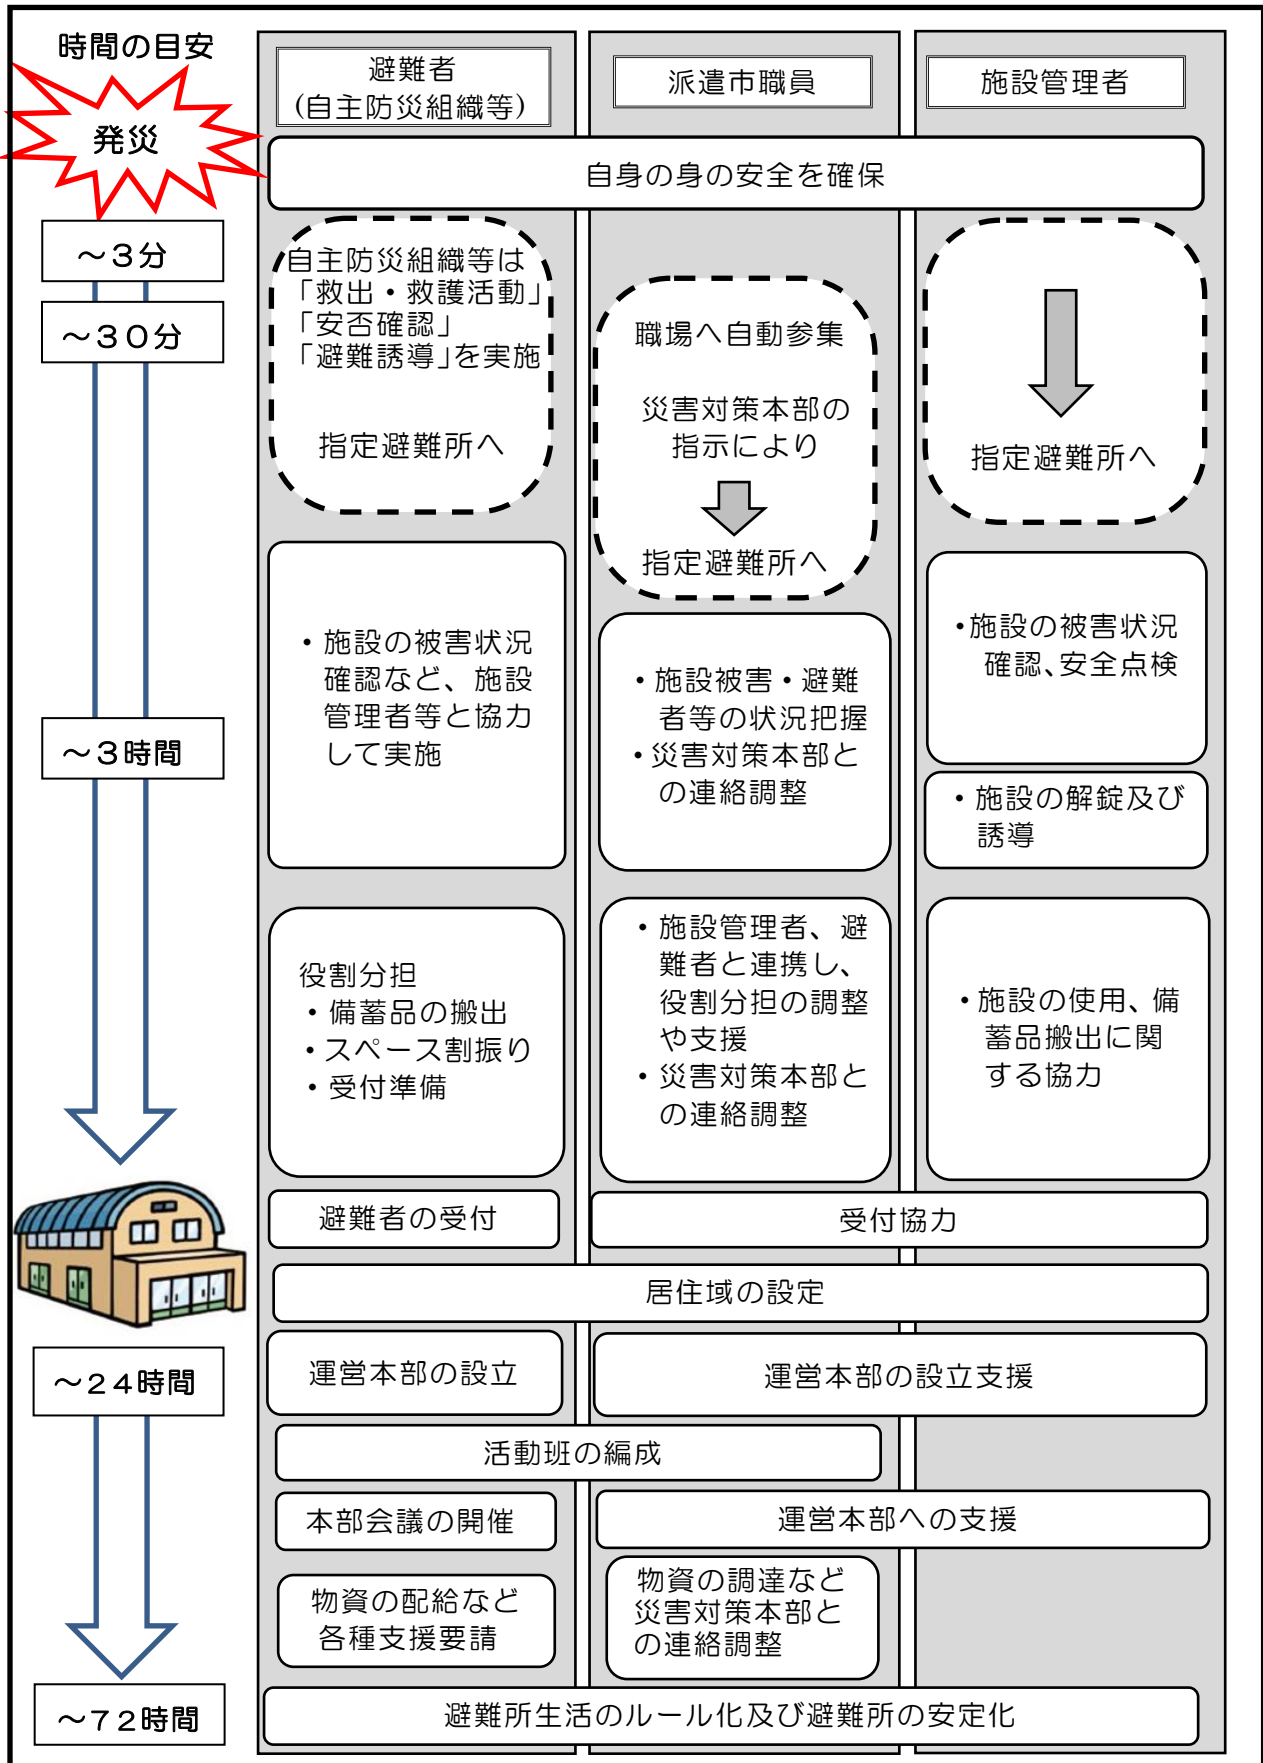 時間の目安
避難者
(自主防災組織等)
派遣市職員
施設管理者
発災
自身の身の安全を確保
～3分
～30分
自主防災組織等は
「救出・救護活動」
「安否確認」
「避難誘導」を実施
指定避難所へ
職場へ自動参集
災害対策本部の
指示により
指定避難所へ
指定避難所へ
～3時間
・施設の被害状況
確認など、施設
管理者等と協力
して実施
・施設被害・避難
者等の状況把握
・災害対策本部と
の連絡調整
・施設の被害状況
確認、安全点検
・施設の解錠及び
誘導
役割分担
・備蓄品の搬出
・スペース割振り
・受付準備
・施設管理者、避
難者と連携し、
役割分担の調整
や支援
・災害対策本部と
の連絡調整
・施設の使用、備
蓄品搬出に関
する協力
避難者の受付
受付協力
居住域の設定
～24時間
運営本部の設立
運営本部の設立支援
活動班の編成
本部会議の開催
運営本部への支援
物資の配給など
各種支援要請
物資の調達など
災害対策本部と
の連絡調整
～72時間
避難所生活のルール化及び避難所の安定化